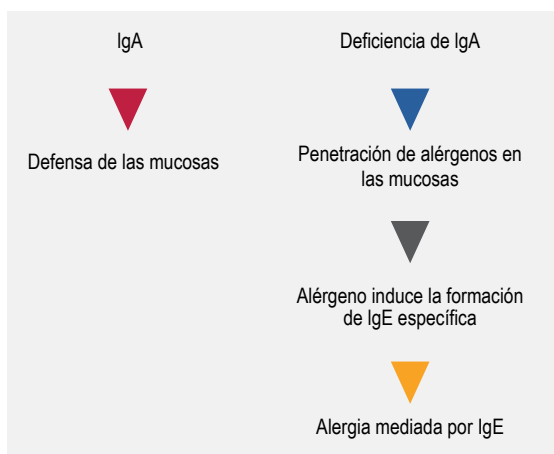 IgA
Defensa de las mucosas
Deficiencia de IgA
Penetración de alérgenos en
las mucosas
Alérgeno induce la formación
de IgE específica
Alergia mediada por IgE